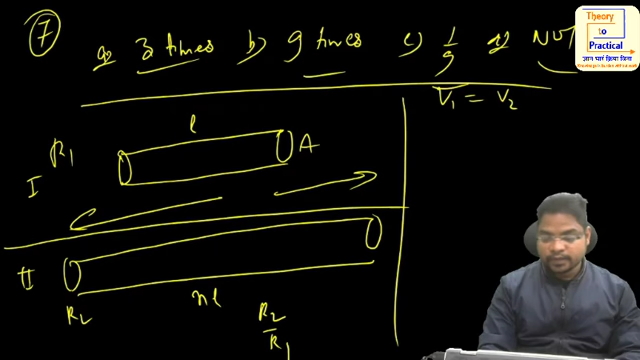 7
a) 3 times b) 9 times c) 1/9 d) NOT
V1 = V2
l
R1 A
I
II
R2 nl
R2/R1
Theory
to
Practical